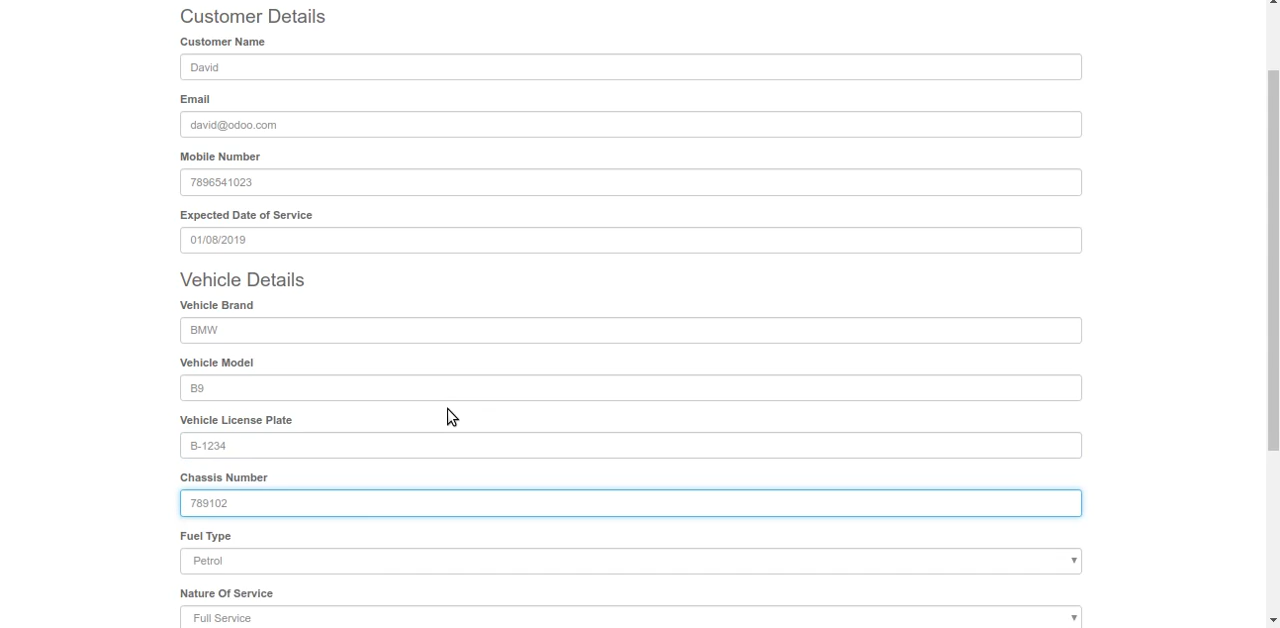 Customer Details
Customer Name
David
Email
david@odoo.com
Mobile Number
7896541023
Expected Date of Service
01/08/2019
Vehicle Details
Vehicle Brand
BMW
Vehicle Model
B9
Vehicle License Plate
B-1234
Chassis Number
789102
Fuel Type
Petrol
Nature Of Service
Full Service